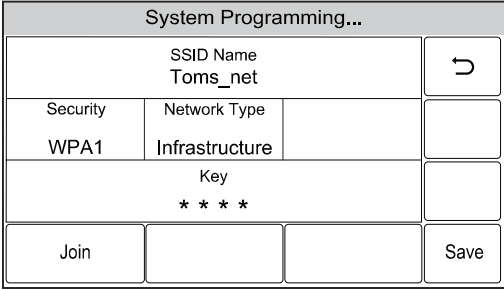 System Programming...
SSID Name
Toms_net
Security
Network Type
WPA1
Infrastructure
Key
* * * *
Join
Save